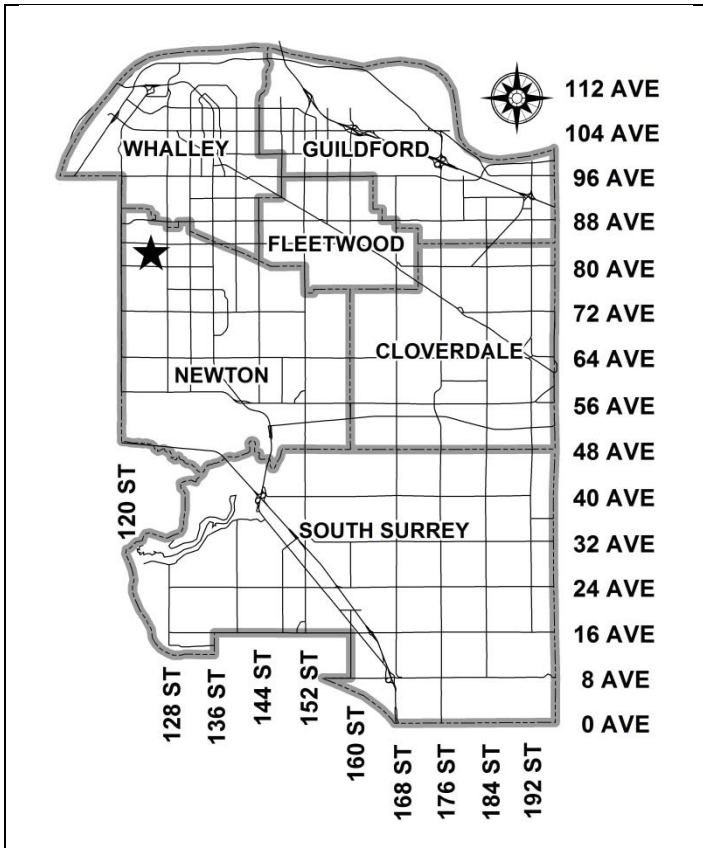 112 AVE
104 AVE
WHALLEY
GUILDFORD
96 AVE
88 AVE
FLEETWOOD
80 AVE
72 AVE
CLOVERDALE
64 AVE
NEWTON
56 AVE
48 AVE
120 ST
40 AVE
SOUTH SURREY
32 AVE
24 AVE
16 AVE
128 ST
136 ST
144 ST
152 ST
160 ST
8 AVE
0 AVE
168 ST
176 ST
184 ST
192 ST